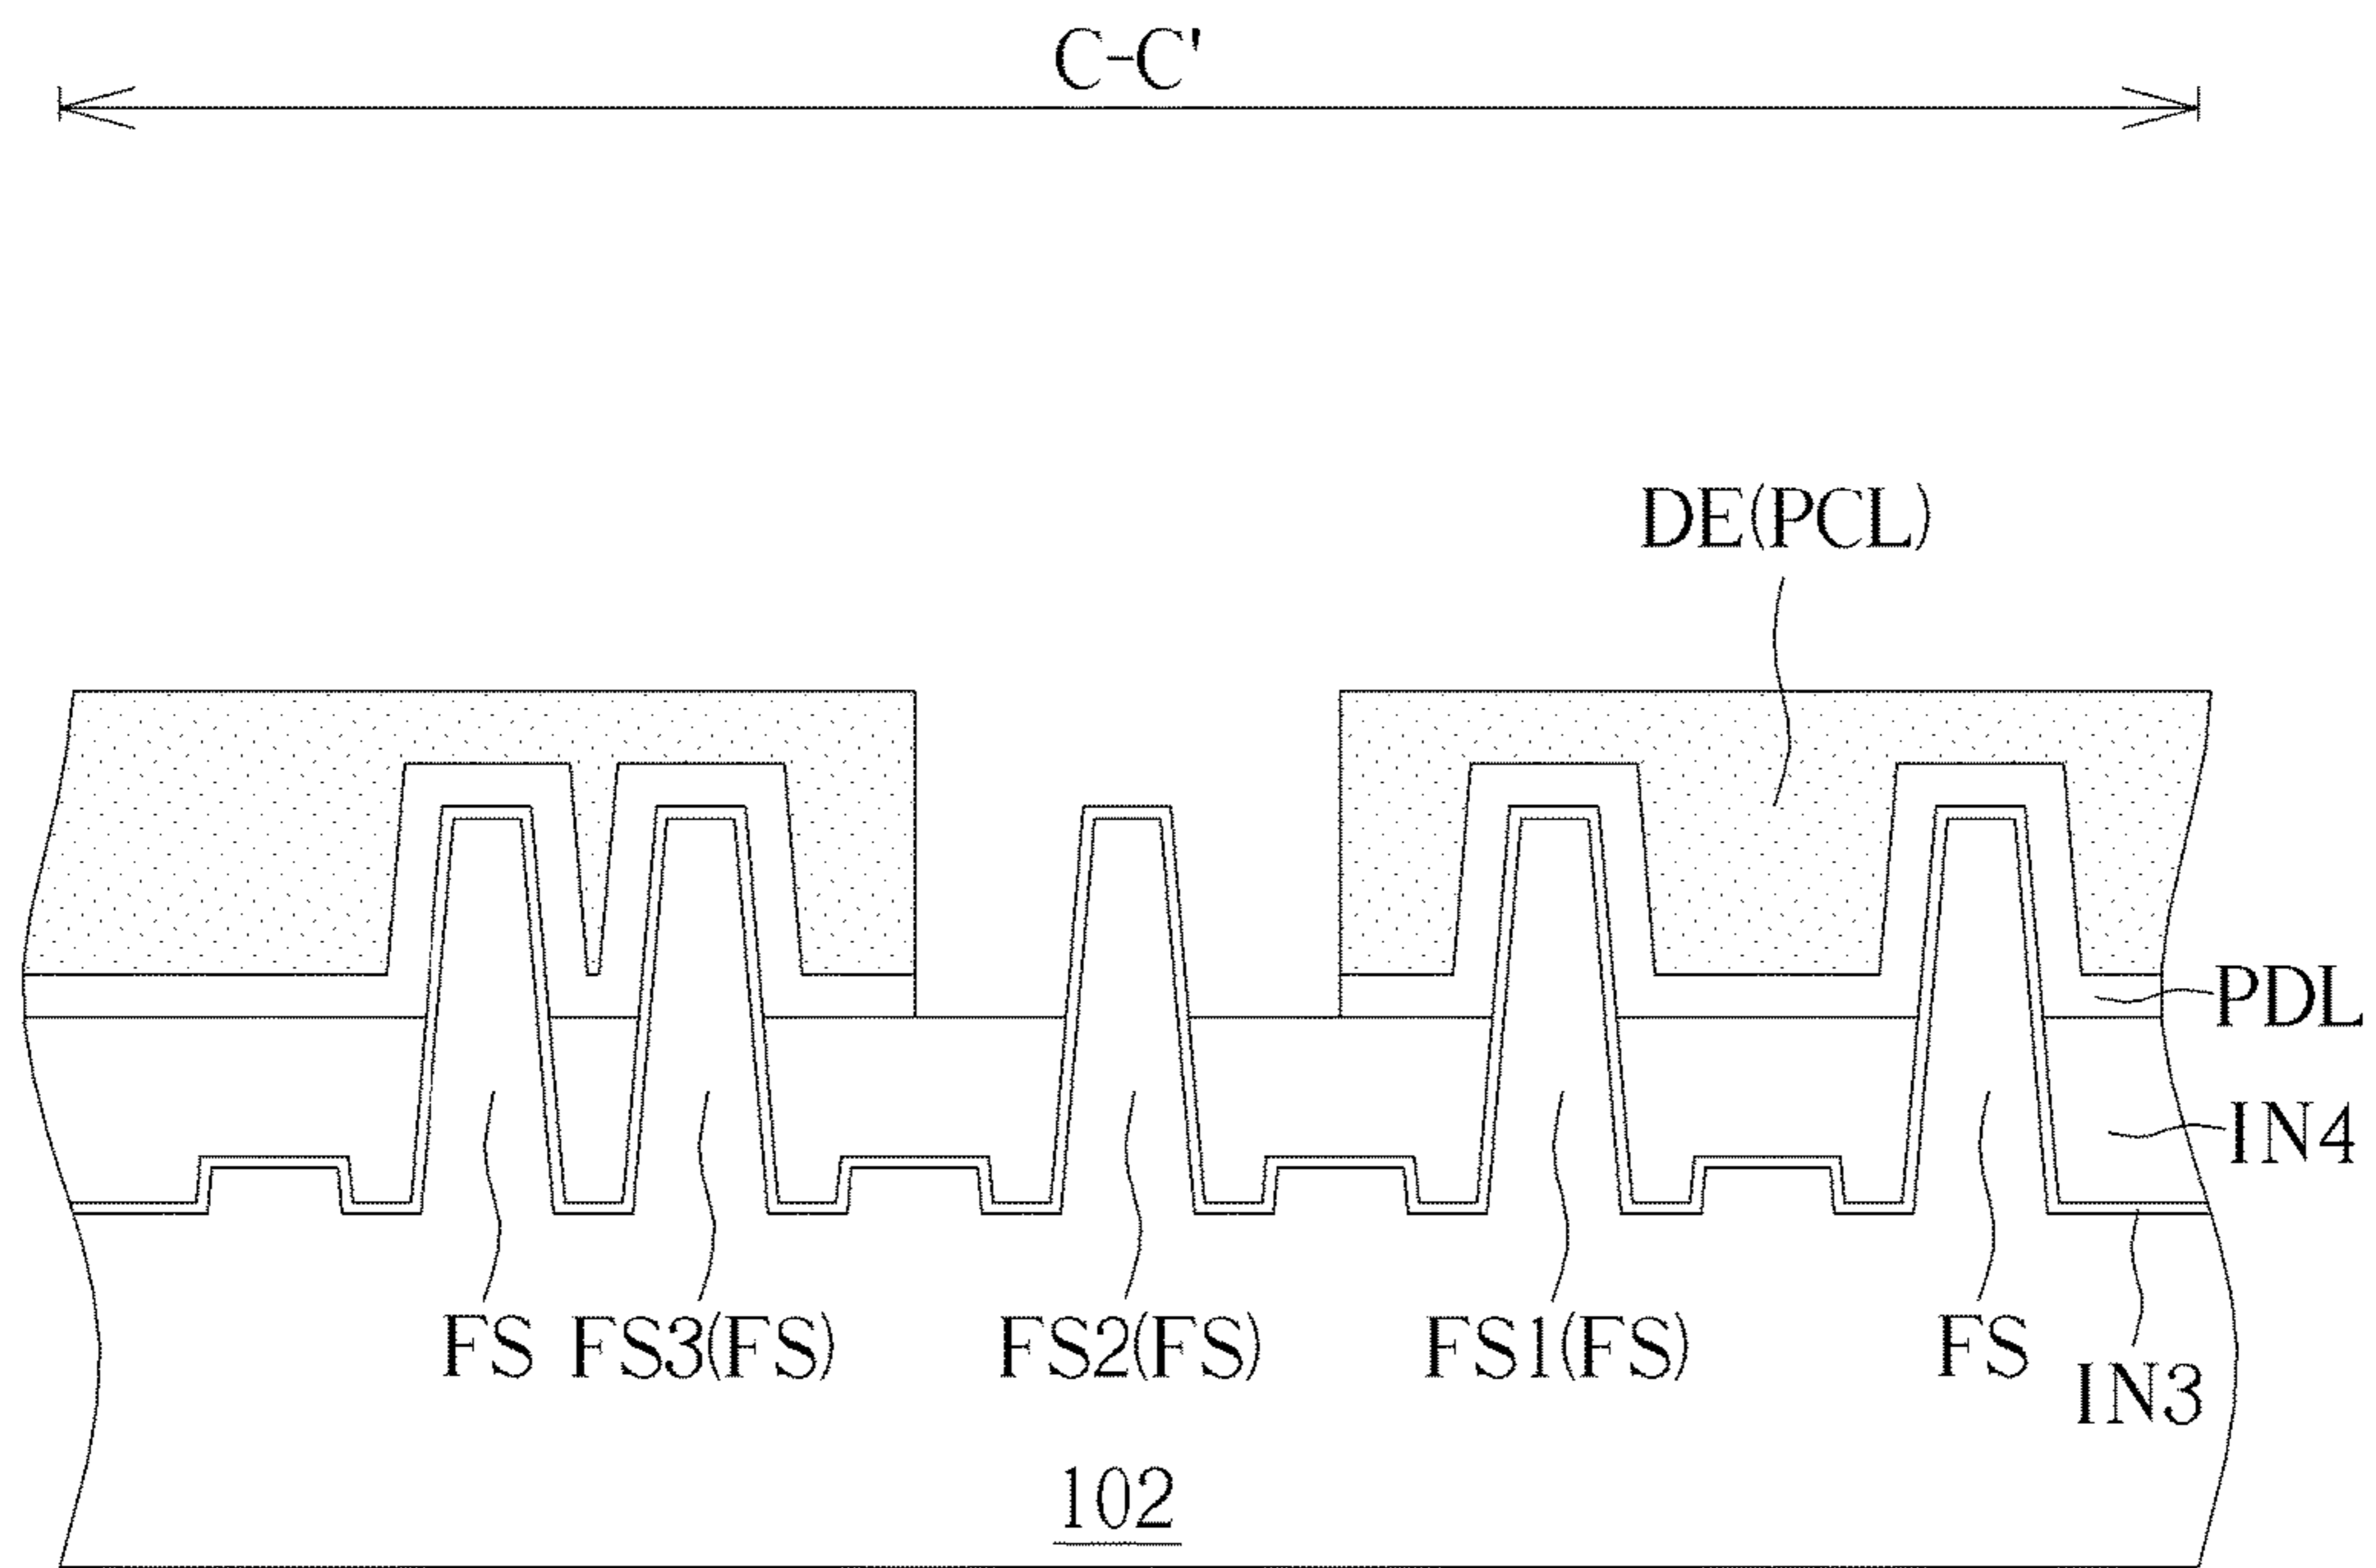 C-C'
DE(PCL)
PDL
IN4
FS FS3(FS) FS2(FS) FS1(FS) FS
IN3
102